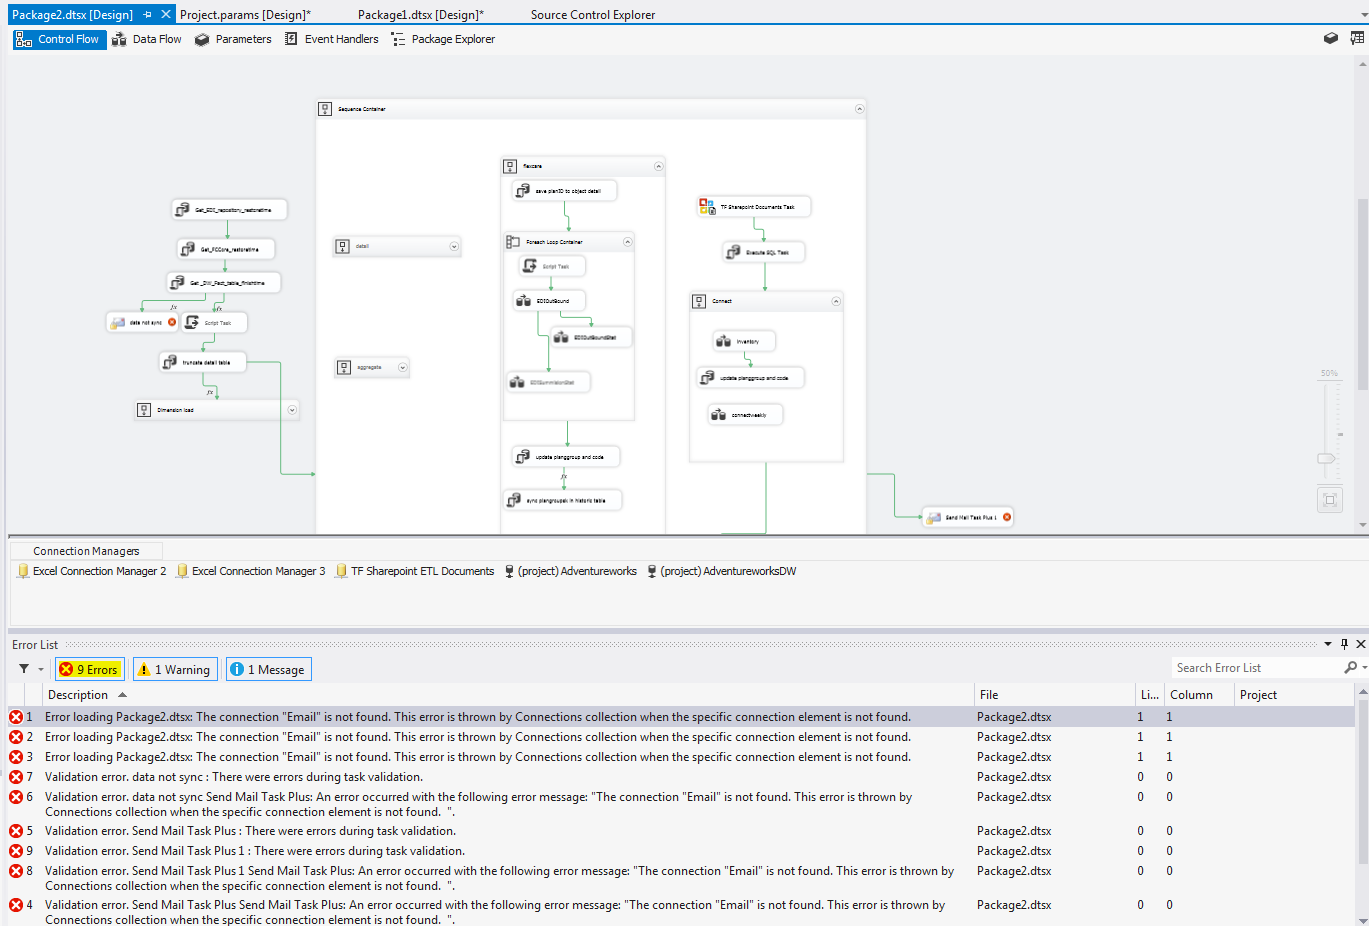 Package2.dtsx [Design]
Project.params [Design]*
Package1.dtsx [Design]*
Source Control Explorer
Control Flow
Data Flow
Parameters
Event Handlers
Package Explorer
Sequence Container
flexcare
save planID to object detail
Foreach Loop Container
Script Task
EDIOutBound
EDIOutBoundStat
EDISummisionStat
update planggroup and code
fx
sync plangroupsk in historic table
detail
aggregate
Get_EDI_repository_restoretime
Get_FCCore_restoretime
Get_DW_Fact_table_finishtime
fx
fx
data not sync
Script Task
truncate detail table
fx
Dimension load
TF Sharepoint Documents Task
Execute SQL Task
Connect
Inventory
update planggroup and code
connectweekly
Send Mail Task Plus 1
50%
Connection Managers
Excel Connection Manager 2
Excel Connection Manager 3
TF Sharepoint ETL Documents
(project) Adventureworks
(project) AdventureworksDW
Error List
9 Errors
1 Warning
1 Message
Search Error List
Description
File
Li...
Column
Project
1 Error loading Package2.dtsx: The connection "Email" is not found. This error is thrown by Connections collection when the specific connection element is not found. Package2.dtsx 1 1
2 Error loading Package2.dtsx: The connection "Email" is not found. This error is thrown by Connections collection when the specific connection element is not found. Package2.dtsx 1 1
3 Error loading Package2.dtsx: The connection "Email" is not found. This error is thrown by Connections collection when the specific connection element is not found. Package2.dtsx 1 1
7 Validation error. data not sync : There were errors during task validation. Package2.dtsx 0 0
6 Validation error. data not sync Send Mail Task Plus: An error occurred with the following error message: "The connection "Email" is not found. This error is thrown by Package2.dtsx 0 0
Connections collection when the specific connection element is not found. ".
5 Validation error. Send Mail Task Plus : There were errors during task validation. Package2.dtsx 0 0
9 Validation error. Send Mail Task Plus 1 : There were errors during task validation. Package2.dtsx 0 0
8 Validation error. Send Mail Task Plus 1 Send Mail Task Plus: An error occurred with the following error message: "The connection "Email" is not found. This error is thrown by Package2.dtsx 0 0
Connections collection when the specific connection element is not found. ".
4 Validation error. Send Mail Task Plus Send Mail Task Plus: An error occurred with the following error message: "The connection "Email" is not found. This error is thrown by Package2.dtsx 0 0
Connections collection when the specific connection element is not found. ".